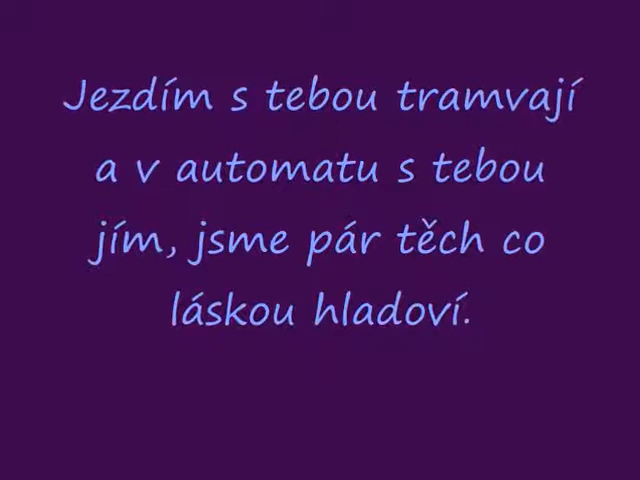 Jezdím s tebou tramvají
a v automatu s tebou
jím, jsme pár těch co
láskou hladoví.